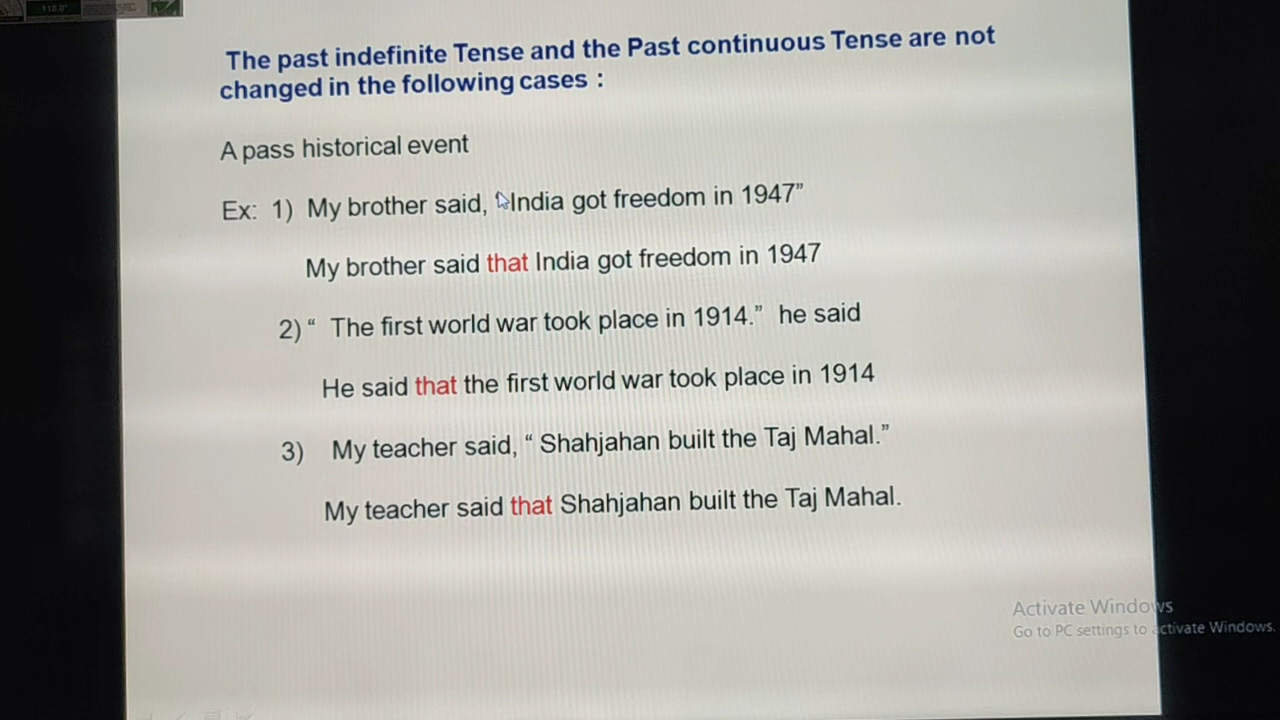 118.0°
The past indefinite Tense and the Past continuous Tense are not
changed in the following cases :
A pass historical event
Ex: 1) My brother said, “India got freedom in 1947”
My brother said that India got freedom in 1947
2) “ The first world war took place in 1914.” he said
He said that the first world war took place in 1914
3) My teacher said, “ Shahjahan built the Taj Mahal.”
My teacher said that Shahjahan built the Taj Mahal.
Activate Windows
Go to PC settings to activate Windows.